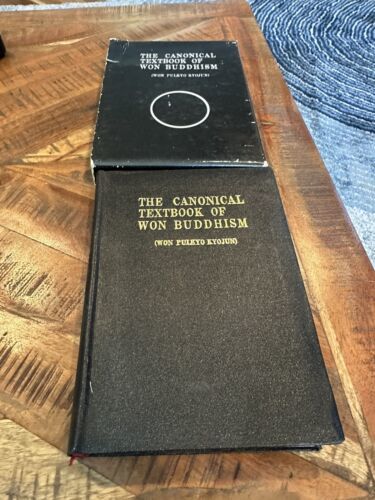 THE CANONICAL
TEXTBOOK OF
WON BUDDHISM
(WON PULKYO KYOJUN)
THE CANONICAL
TEXTBOOK OF
WON BUDDHISM
(WON PULKYO KYOJUN)